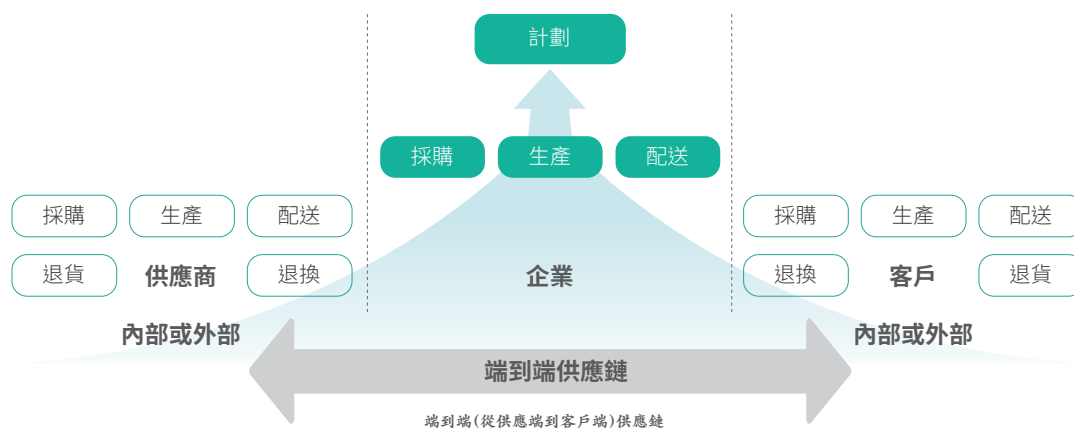 計劃
採購 生產 配送
採購 生產 配送
退貨 供應商 退換
內部或外部
企業
採購 生產 配送
退換 客戶 退貨
內部或外部
端到端供應鏈
端到端(從供應端到客戶端)供應鏈